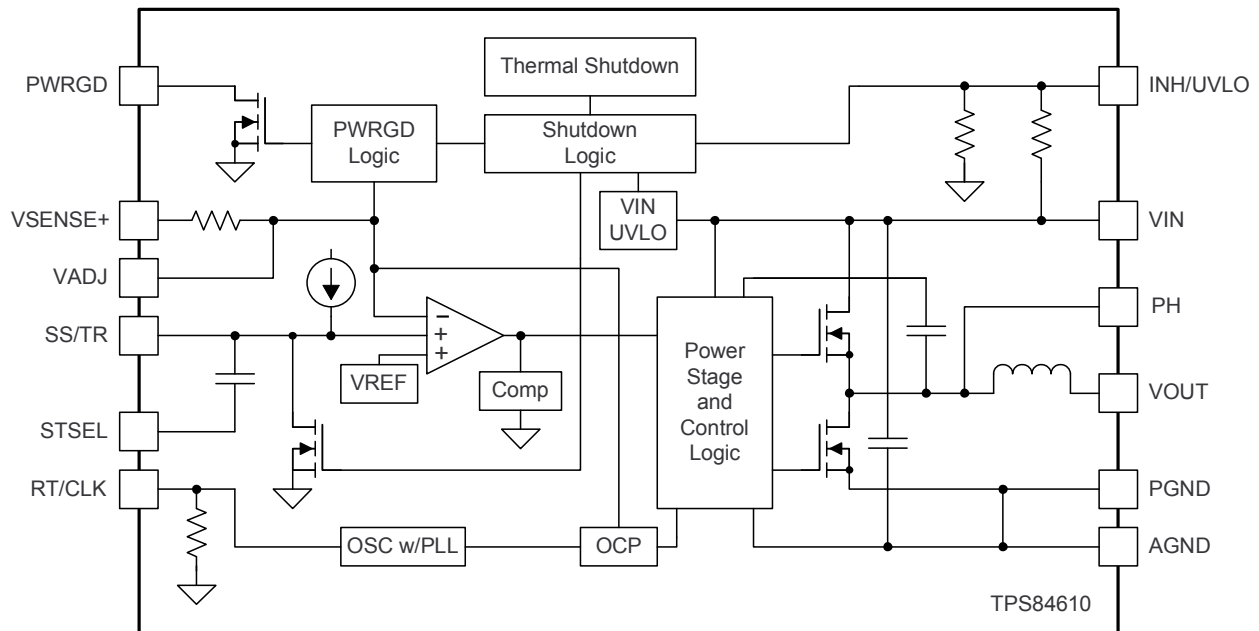 Thermal Shutdown
PWRGD
INH/UVLO
PWRGD
Logic
Shutdown
Logic
VSENSE+
VIN
UVLO
VIN
VADJ
PH
SS/TR
−
+
+
VREF
Comp
Power
Stage
and
Control
Logic
VOUT
STSEL
RT/CLK
PGND
OSC w/PLL
OCP
AGND
TPS84610